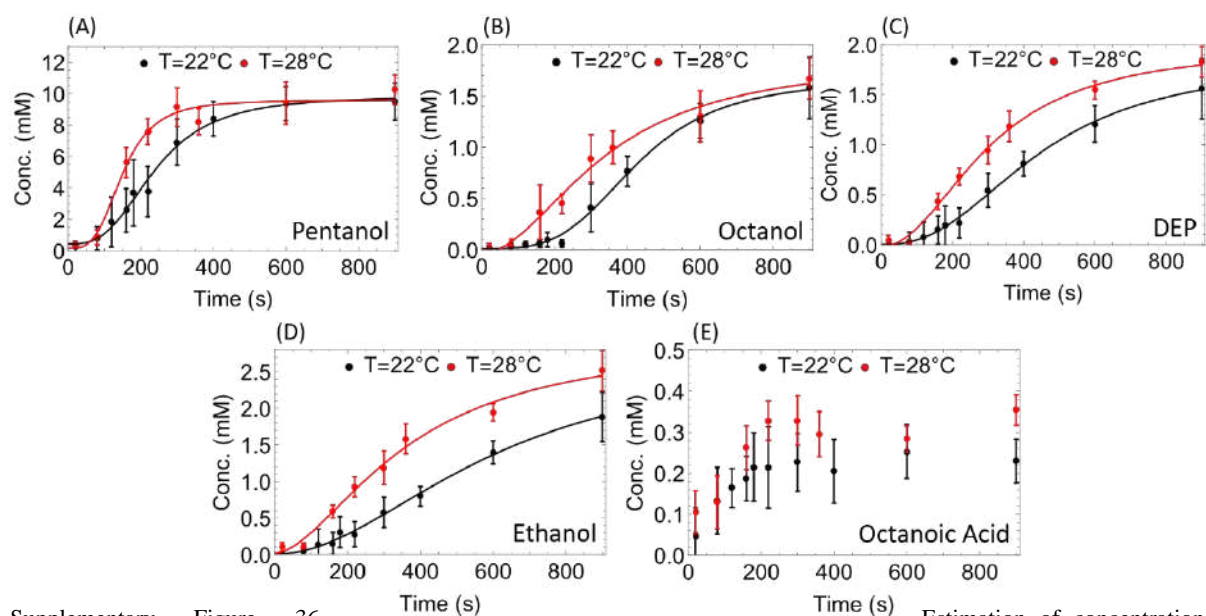 (A)
T=22°C T=28°C
12
10
8
6
4
2
0
Conc. (mM)
Pentanol
0 200 400 600 800
Time (s)
(B)
T=22°C T=28°C
2.0
1.5
1.0
0.5
0.0
Conc. (mM)
Octanol
0 200 400 600 800
Time (s)
(C)
T=22°C T=28°C
2.0
1.5
1.0
0.5
0.0
Conc. (mM)
DEP
0 200 400 600 800
Time (s)
(D)
T=22°C T=28°C
2.5
2.0
1.5
1.0
0.5
0.0
Conc. (mM)
Ethanol
0 200 400 600 800
Time (s)
(E)
T=22°C T=28°C
0.5
0.4
0.3
0.2
0.1
0.0
Conc. (mM)
Octanoic Acid
0 200 400 600 800
Time (s)
Supplementary Figure 36 Estimation of concentration